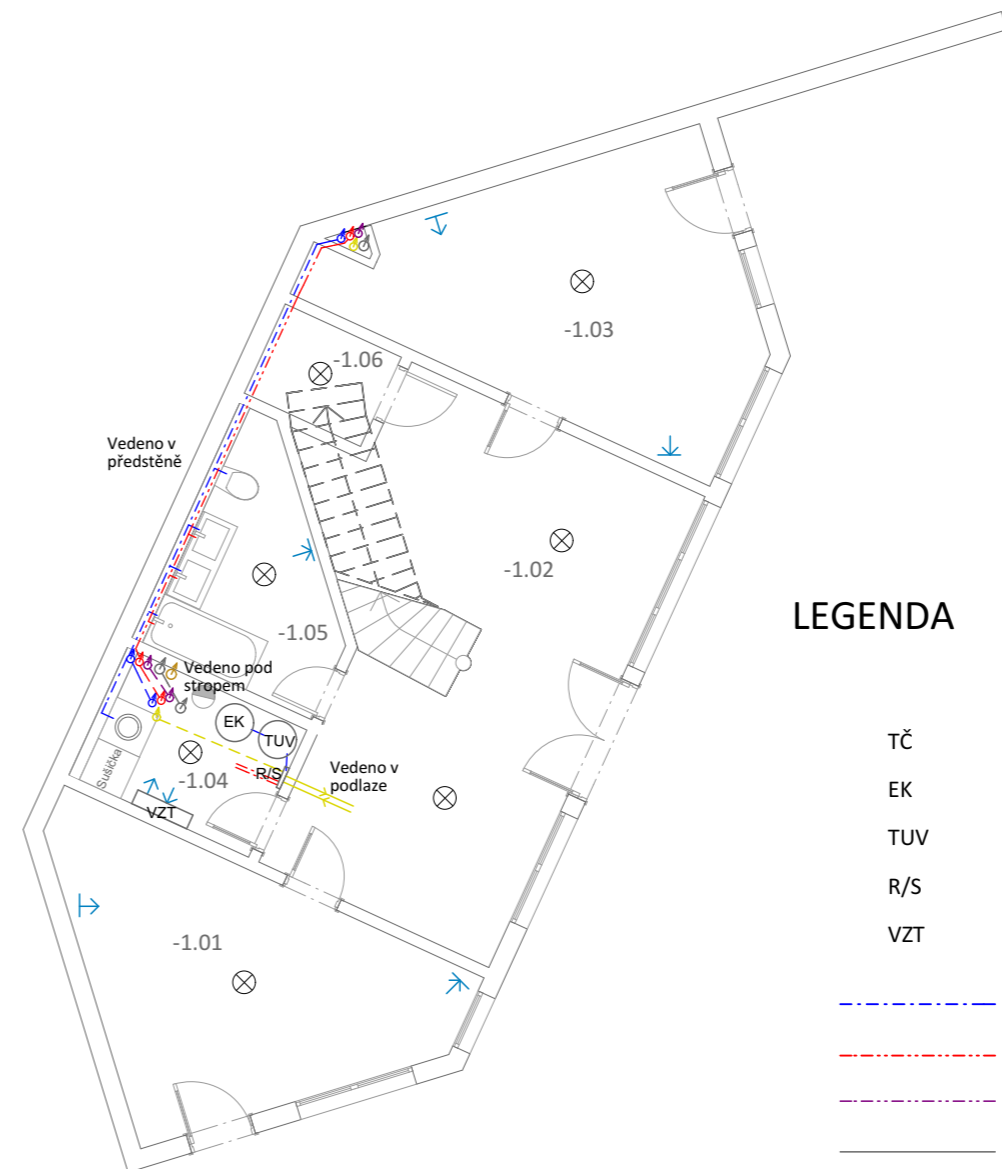 -1.03
-1.06
Vedeno v
předstěně
-1.02
-1.05
LEGENDA
Vedeno pod
stropem
EK
TUV
Sušička
-1.04
R/S
Vedeno v
podlaze
VZT
-1.01
TČ
EK
TUV
R/S
VZT